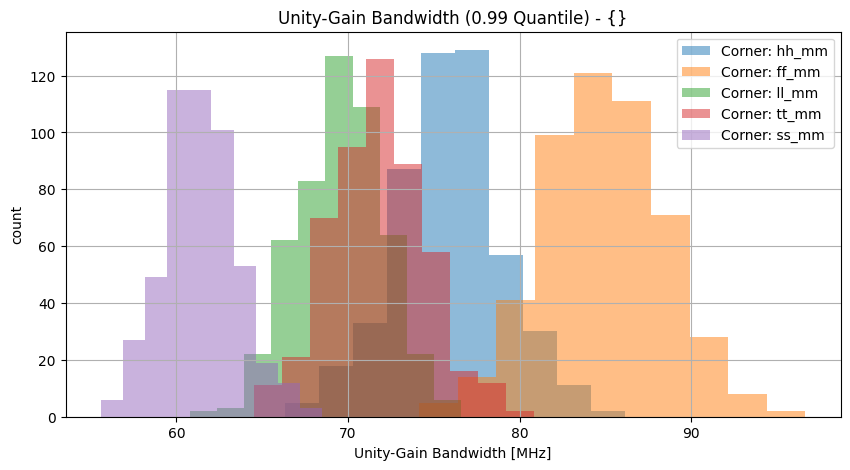 Unity-Gain Bandwidth (0.99 Quantile) - {}
Corner: hh_mm
Corner: ff_mm
Corner: ll_mm
Corner: tt_mm
Corner: ss_mm
count
120
100
80
60
40
20
0
60 70 80 90
Unity-Gain Bandwidth [MHz]